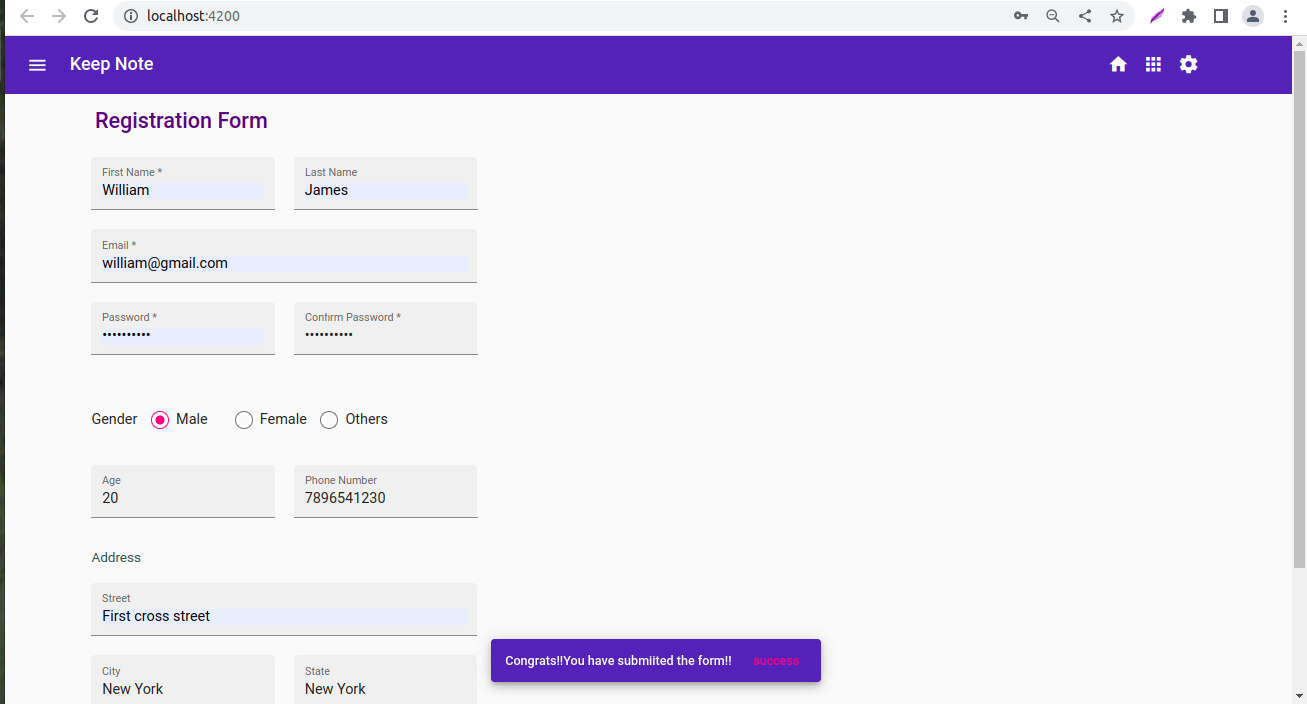 localhost:4200
Keep Note
Registration Form
First Name *
William
Last Name
James
Email *
william@gmail.com
Password *
••••••••••
Confirm Password *
••••••••••
Gender Male Female Others
Age
20
Phone Number
7896541230
Address
Street
First cross street
City
New York
State
New York
Congrats!!You have submiited the form!! success